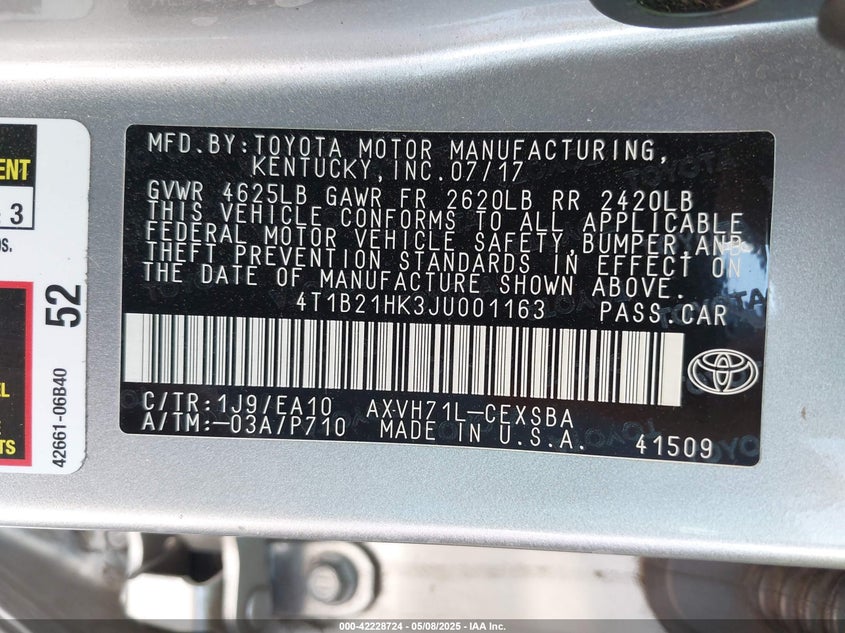 MFD.BY:TOYOTA MOTOR MANUFACTURING,
KENTUCKY,INC.07/17
GVWR 4625LB GAWR FR 2620LB RR 2420LB
THIS VEHICLE CONFORMS TO ALL APPLICABLE
FEDERAL MOTOR VEHICLE SAFETY,BUMPER,AND
THEFT PREVENTION STANDARDS IN EFFECT ON
THE DATE OF MANUFACTURE SHOWN ABOVE.
4T1B21HK3JU001163 PASS.CAR
C/TR:1J9/EA10 AXVH71L-CEXSBA
A/TM:-03A/P710 MADE IN U.S.A. 41509
3
52
42661-06B40
000-42228724 — 05/08/2025 — IAA Inc.